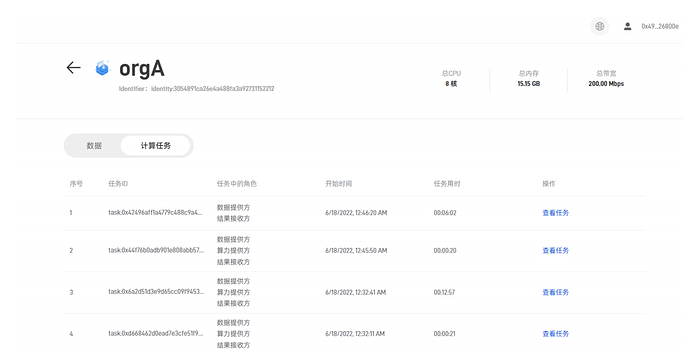 0x49...26800e
orgA
Identifier：Identity:3054891ca26e4a488fa3a92731152212
总CPU
8 核
总内存
15.15 GB
总带宽
200.00 Mbps
数据
计算任务
序号 任务ID 任务中的角色 开始时间 任务用时 操作
1 task:0x42496aff1a4779c488c9a4... 数据提供方 6/18/2022, 12:46:20 AM 00:06:02 查看任务
结果接收方
2 task:0x44f76b0adb901e808abb57... 数据提供方 6/18/2022, 12:45:50 AM 00:00:20 查看任务
算力提供方
结果接收方
3 task:0x6a2d51d3e9d65cc09f9453... 数据提供方 6/18/2022, 12:32:41 AM 00:12:57 查看任务
算力提供方
结果接收方
4 task:0xd668462d0ead7e3cfe51f9... 数据提供方 6/18/2022, 12:32:11 AM 00:00:21 查看任务
算力提供方
结果接收方